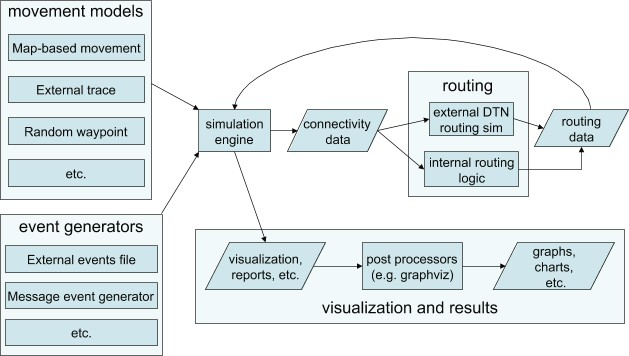 movement models
Map-based movement
External trace
Random waypoint
etc.
event generators
External events file
Message event generator
etc.
simulation
engine
connectivity
data
routing
external DTN
routing sim
internal routing
logic
routing
data
visualization,
reports, etc.
post processors
(e.g. graphviz)
graphs,
charts,
etc.
visualization and results